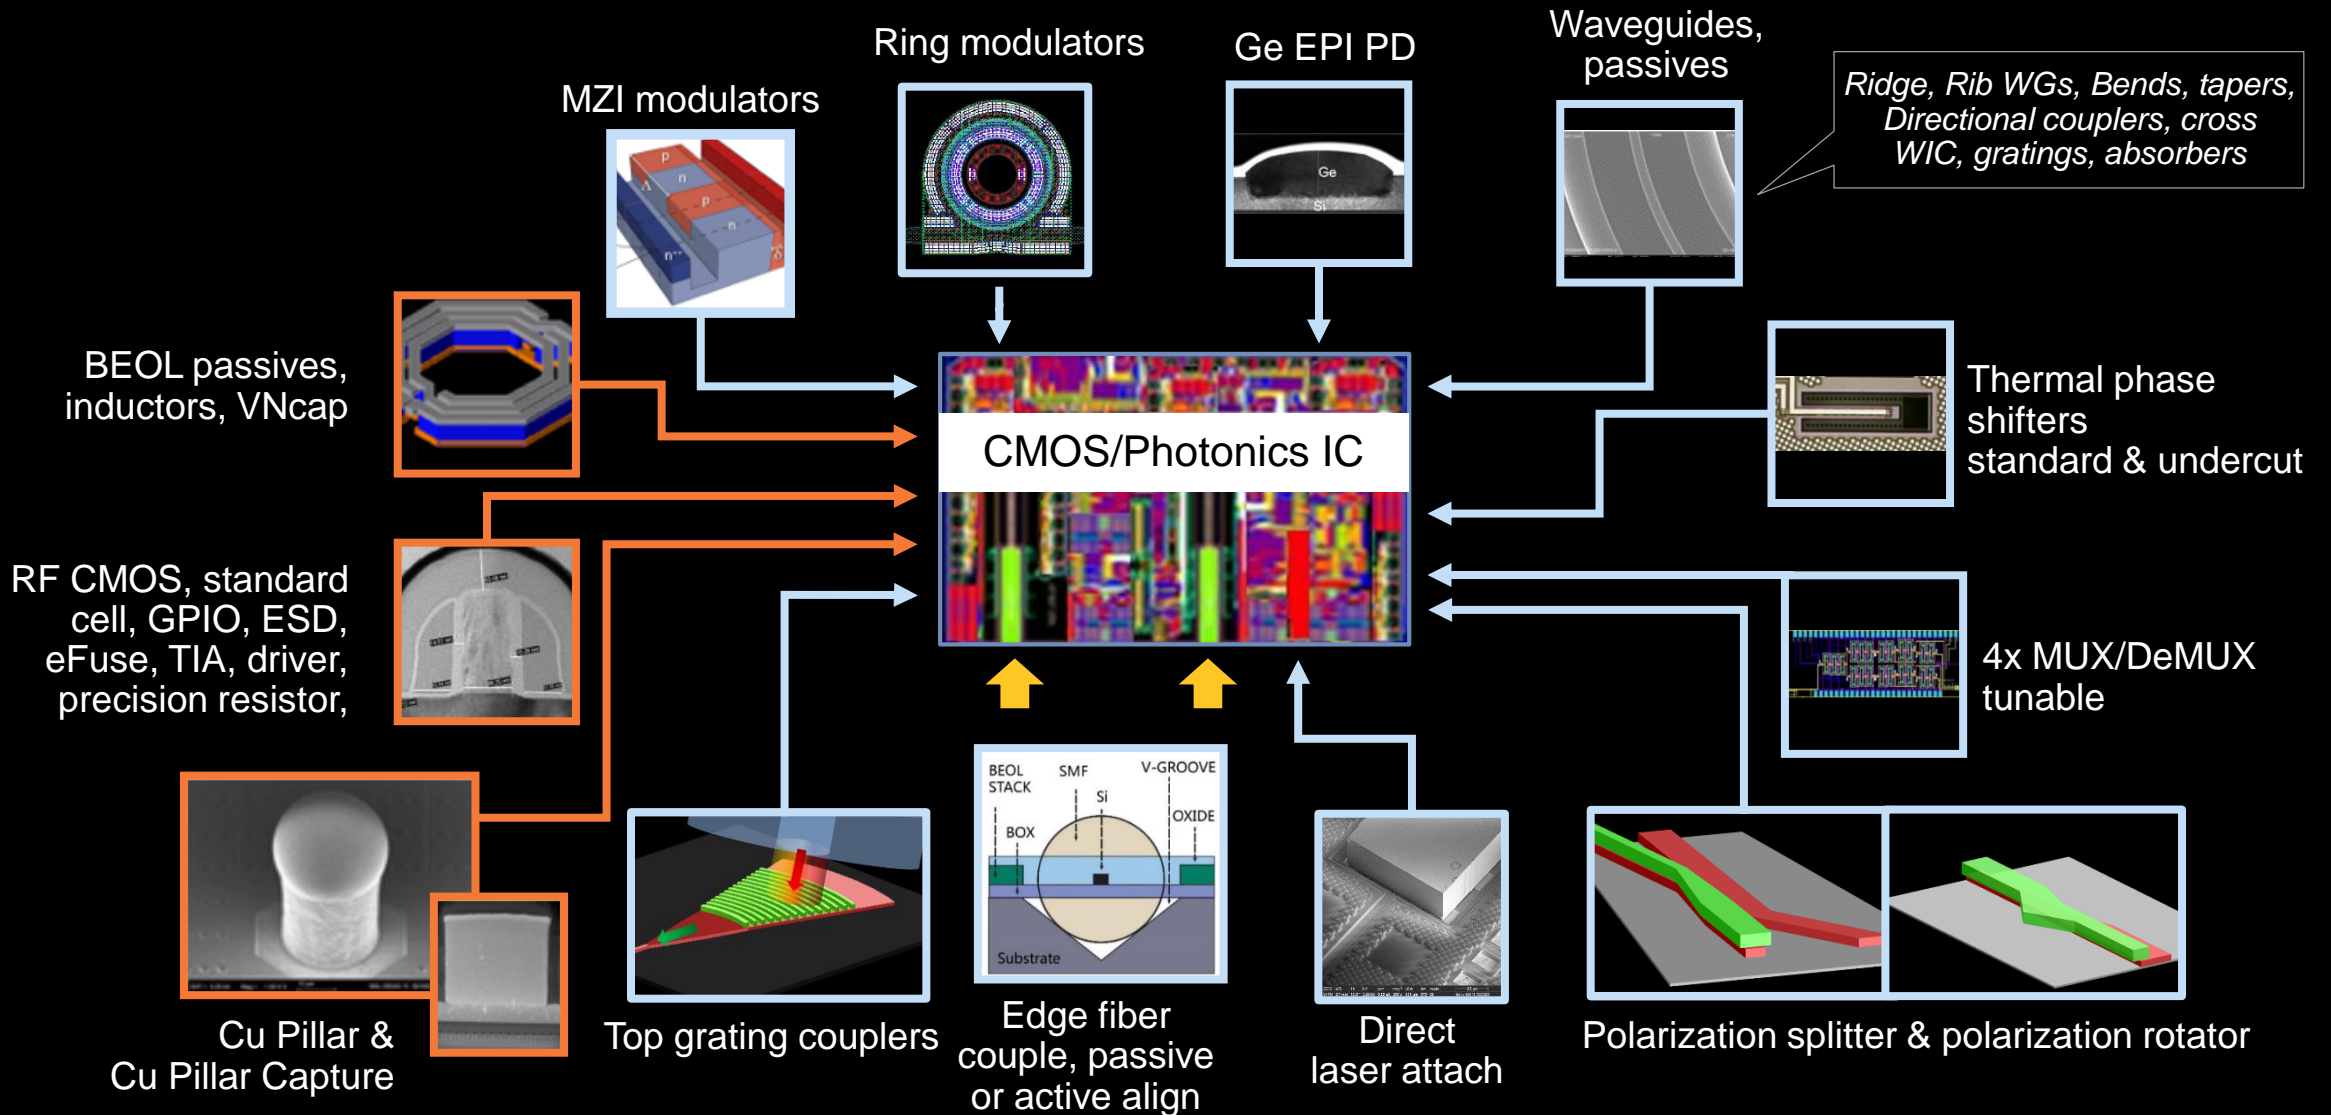 Waveguides,
passives
Ring modulators
Ge EPI PD
MZI modulators
Ridge, Rib WGs, Bends, tapers,
Directional couplers, cross
WIC, gratings, absorbers
p
n
p
n
n++
Λ
Ge
Si
BEOL passives,
inductors, VNcap
CMOS/Photonics IC
Thermal phase
shifters
standard & undercut
RF CMOS, standard
cell, GPIO, ESD,
eFuse, TIA, driver,
precision resistor,
4x MUX/DeMUX
tunable
BEOL
STACK
SMF
V-GROOVE
Si
BOX
OXIDE
Substrate
Cu Pillar &
Cu Pillar Capture
Top grating couplers
Edge fiber
couple, passive
or active align
Direct
laser attach
Polarization splitter & polarization rotator